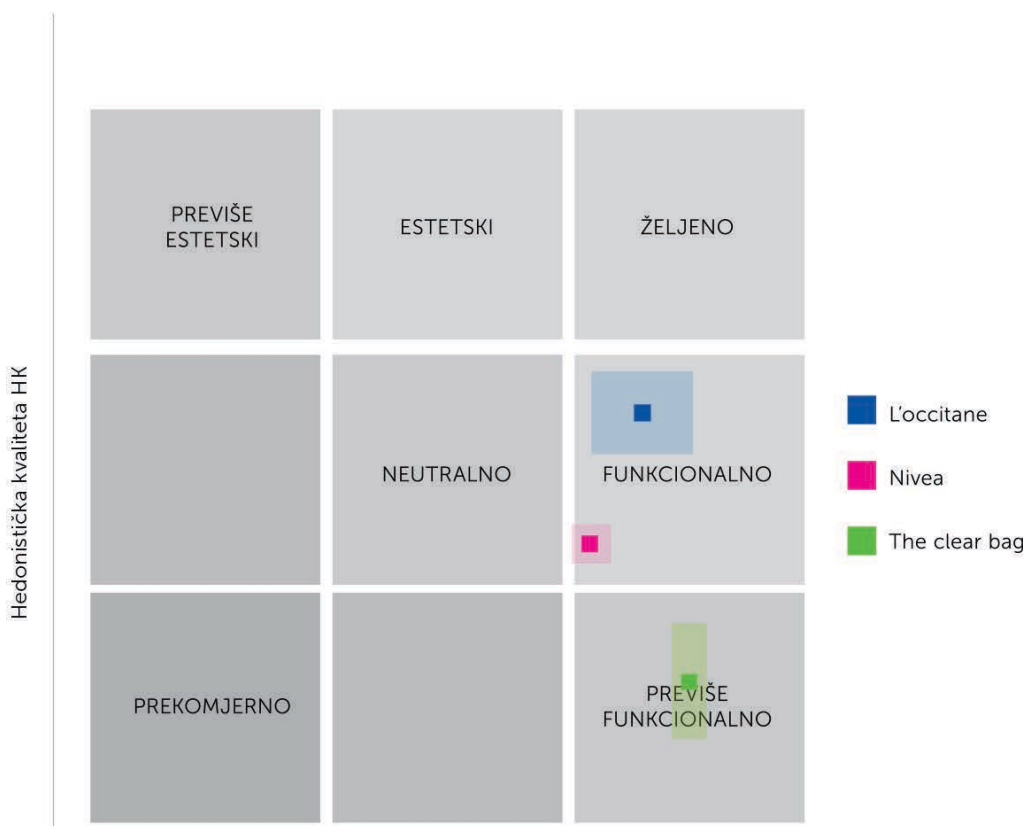 PREVIŠE
ESTETSKI
ESTETSKI
ŽELJENO
Hedonistička kvaliteta HK
NEUTRALNO
FUNKCIONALNO
L'occitane
Nivea
The clear bag
PREKOMJERNO
PREVIŠE
FUNKCIONALNO